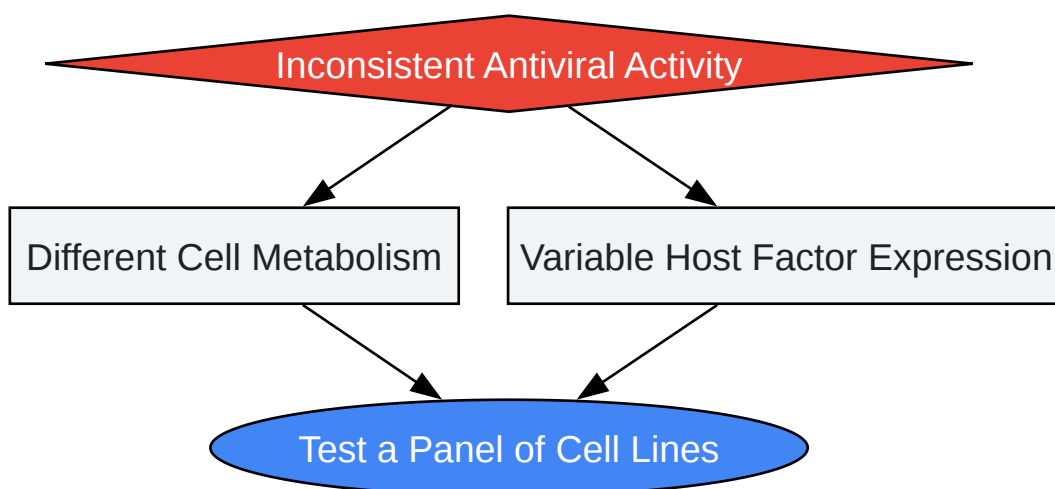 Inconsistent Antiviral Activity
Different Cell Metabolism
Variable Host Factor Expression
Test a Panel of Cell Lines